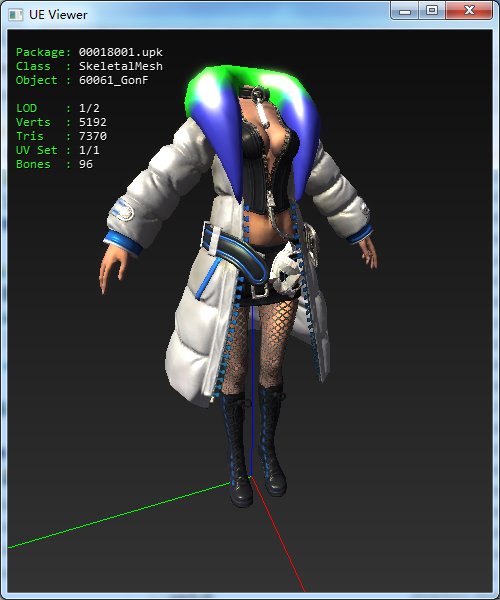 UE Viewer
Package: 00018001.upk
Class  : SkeletalMesh
Object : 60061_GonF
LOD    : 1/2
Verts  : 5192
Tris   : 7370
UV Set : 1/1
Bones  : 96